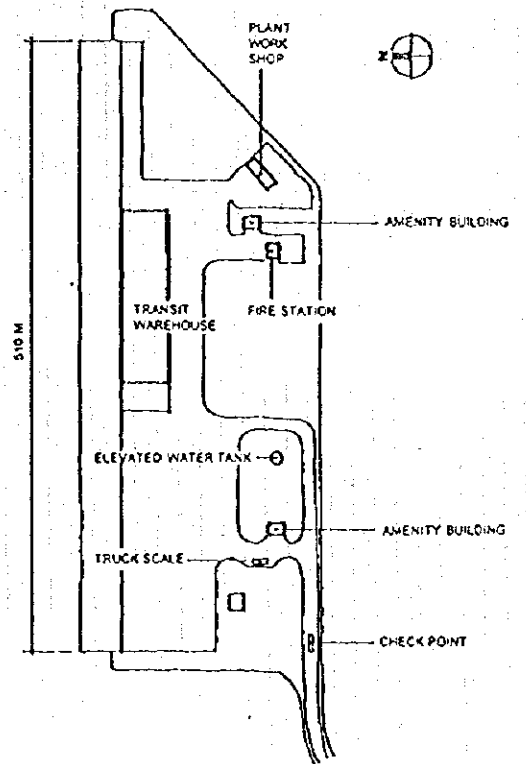 PLANT
WORK
SHOP
N
AMENITY BUILDING
FIRE STATION
TRANSIT
WAREHOUSE
510 M
ELEVATED WATER TANK
AMENITY BUILDING
TRUCK SCALE
CHECK POINT